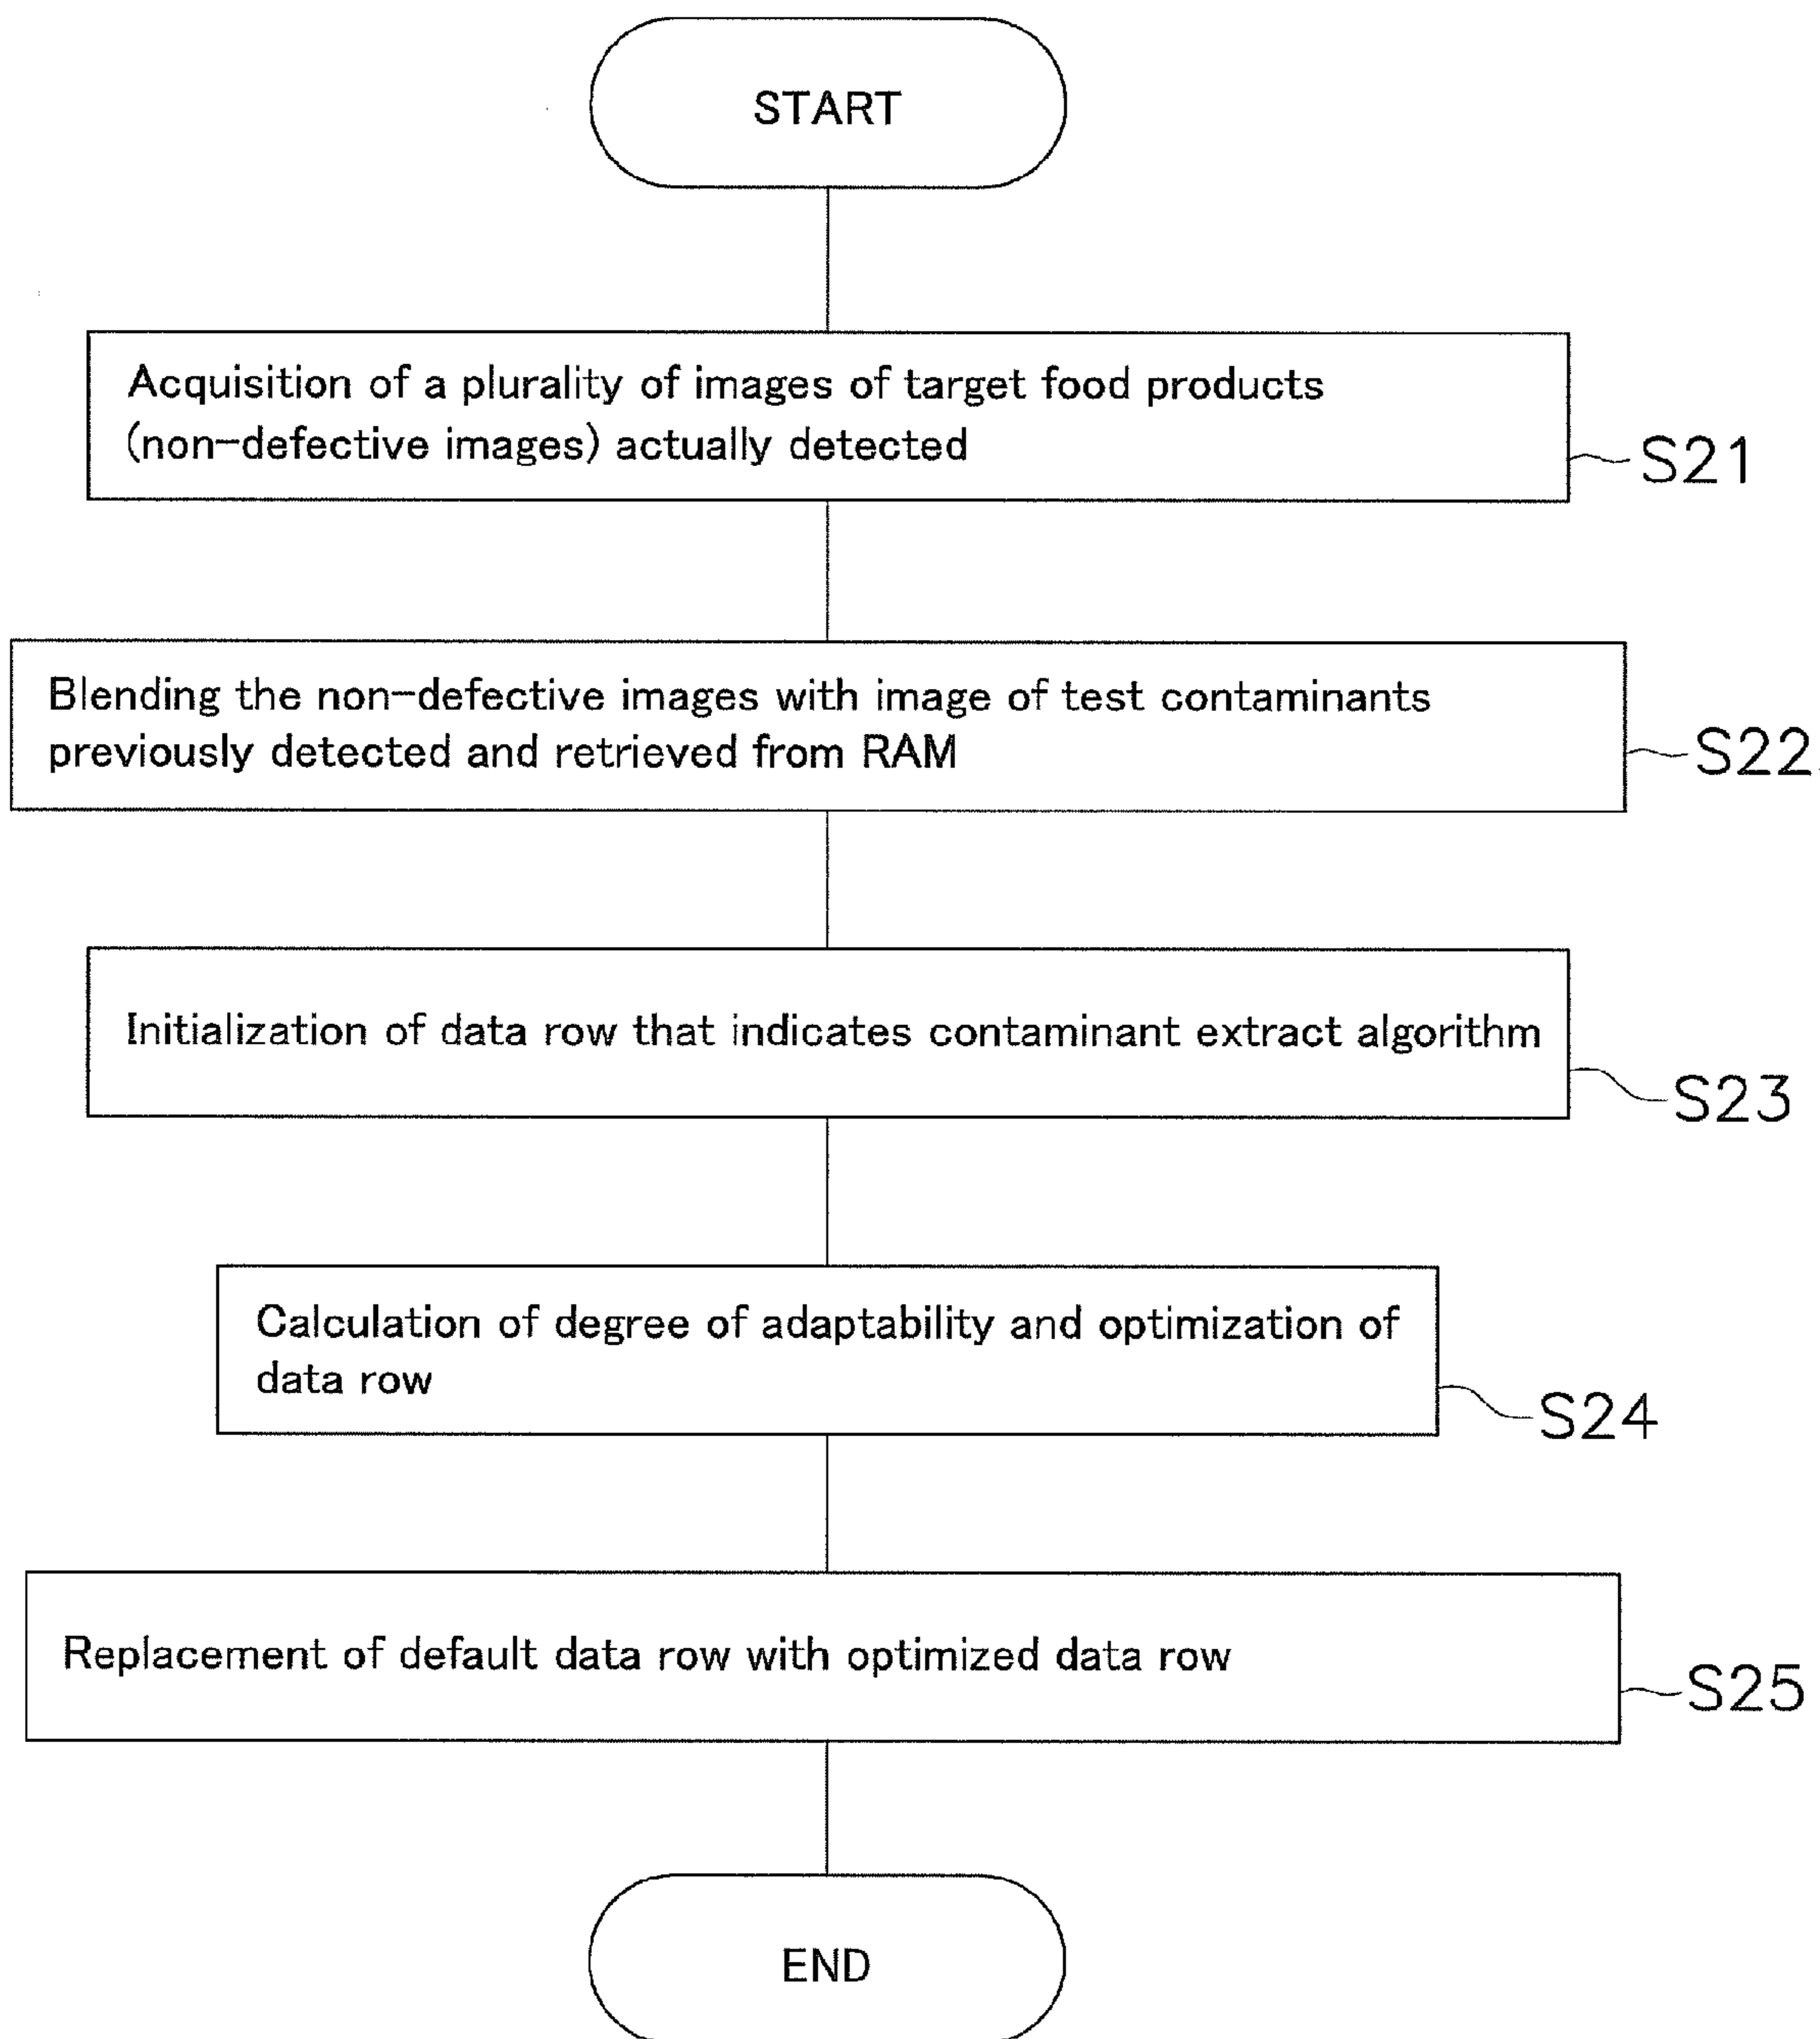 START
Acquisition of a plurality of images of target food products
(non-defective images) actually detected
S21
Blending the non-defective images with image of test contaminants
previously detected and retrieved from RAM
S22
Initialization of data row that indicates contaminant extract algorithm
S23
Calculation of degree of adaptability and optimization of
data row
S24
Replacement of default data row with optimized data row
S25
END